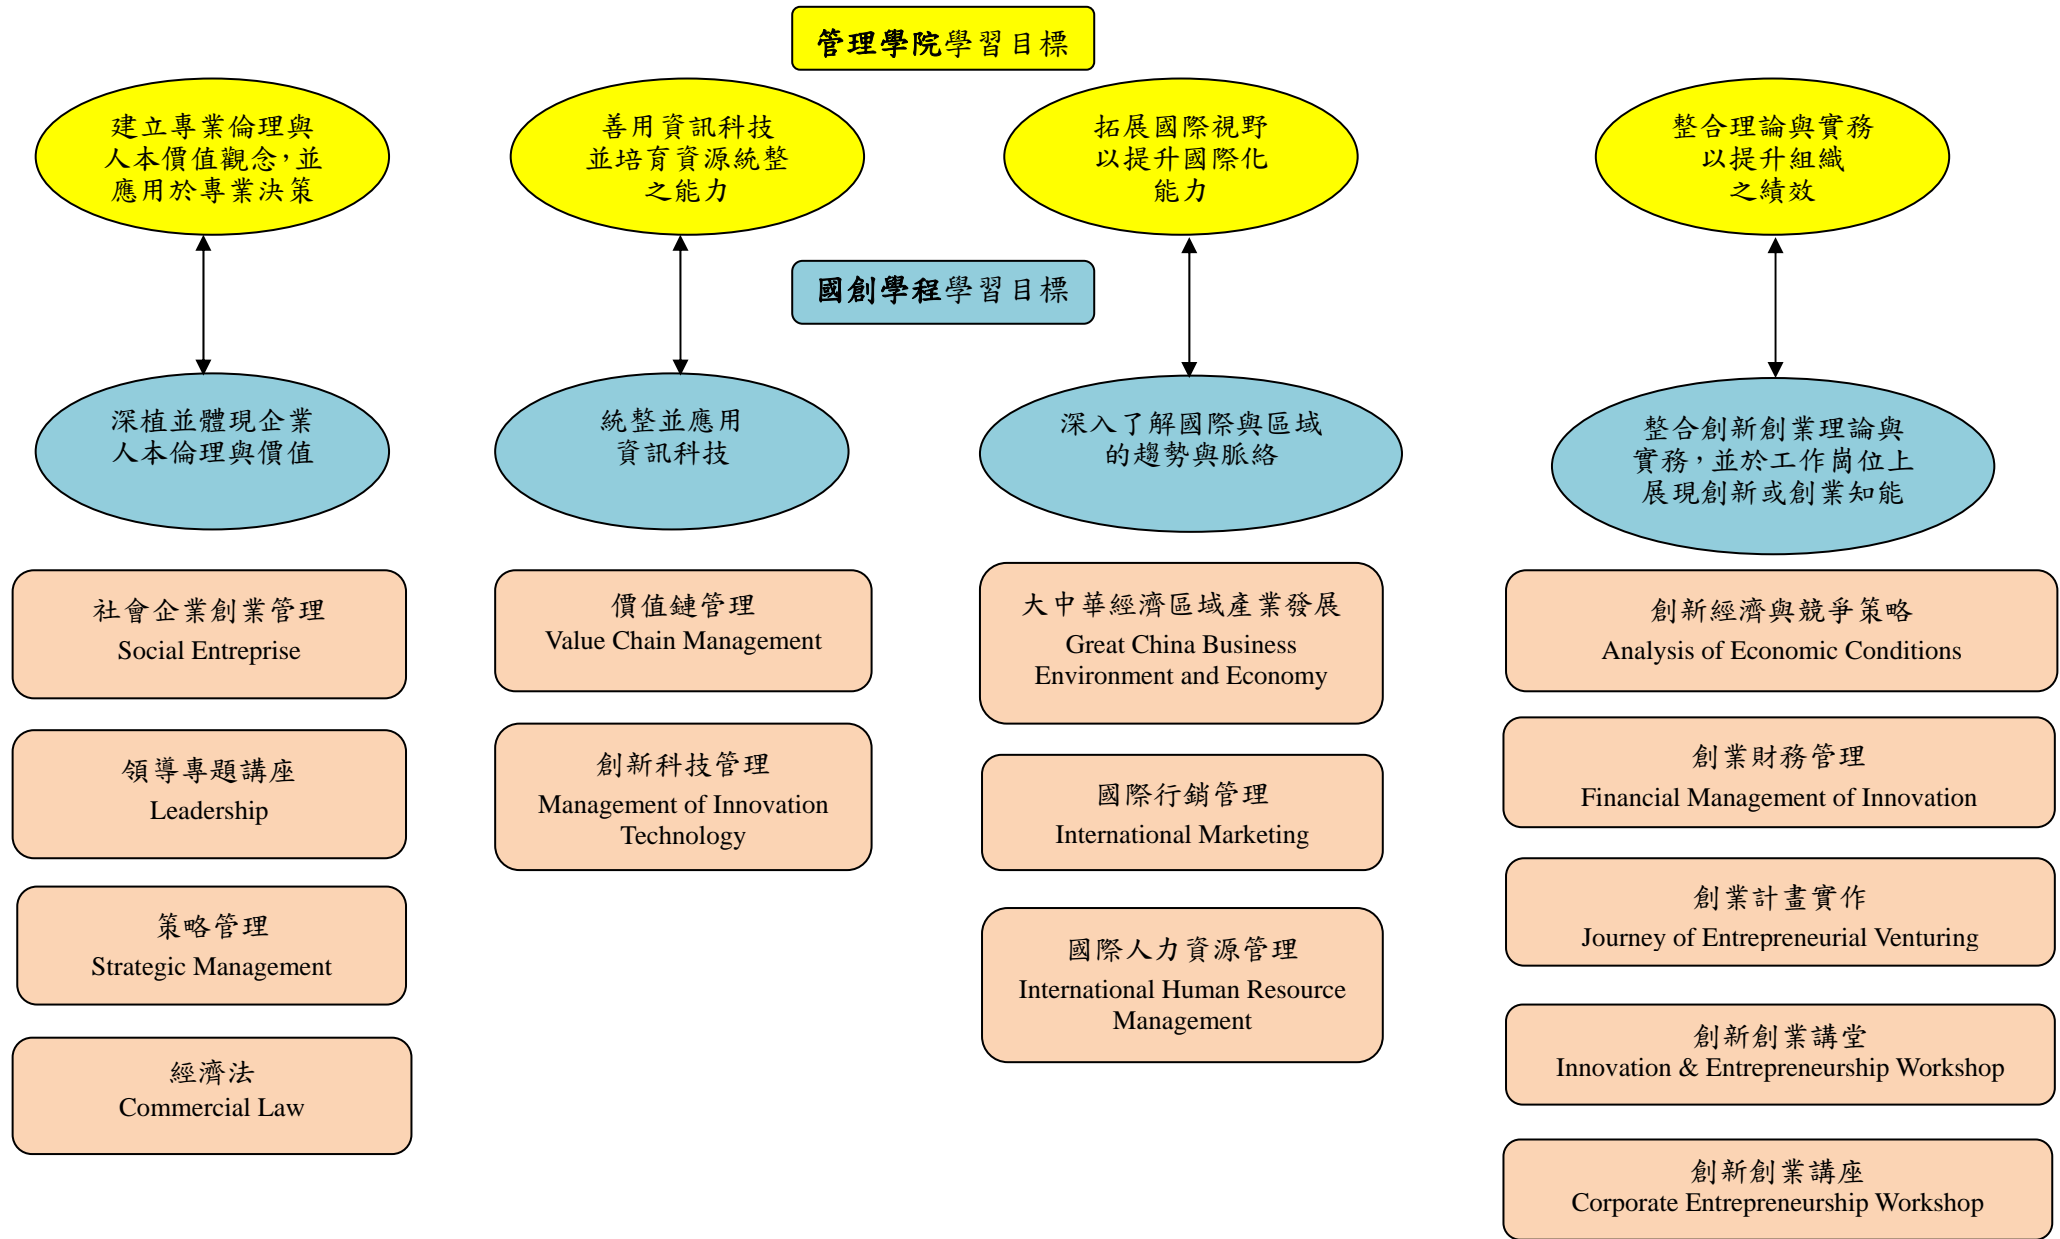 管理學院學習目標
建立專業倫理與
人本價值觀念，並
應用於專業決策
善用資訊科技
並培育資源統整
之能力
拓展國際視野
以提升國際化
能力
整合理論與實務
以提升組織
之績效
國創學程學習目標
深植並體現企業
人本倫理與價值
統整並應用
資訊科技
深入了解國際與區域
的趨勢與脈絡
整合創新創業理論與
實務，並於工作崗位上
展現創新或創業知能
社會企業創業管理
Social Entreprise
領導專題講座
Leadership
策略管理
Strategic Management
經濟法
Commercial Law
價值鏈管理
Value Chain Management
創新科技管理
Management of Innovation
Technology
大中華經濟區域產業發展
Great China Business
Environment and Economy
國際行銷管理
International Marketing
國際人力資源管理
International Human Resource
Management
創新經濟與競爭策略
Analysis of Economic Conditions
創業財務管理
Financial Management of Innovation
創業計畫實作
Journey of Entrepreneurial Venturing
創新創業講堂
Innovation & Entrepreneurship Workshop
創新創業講座
Corporate Entrepreneurship Workshop